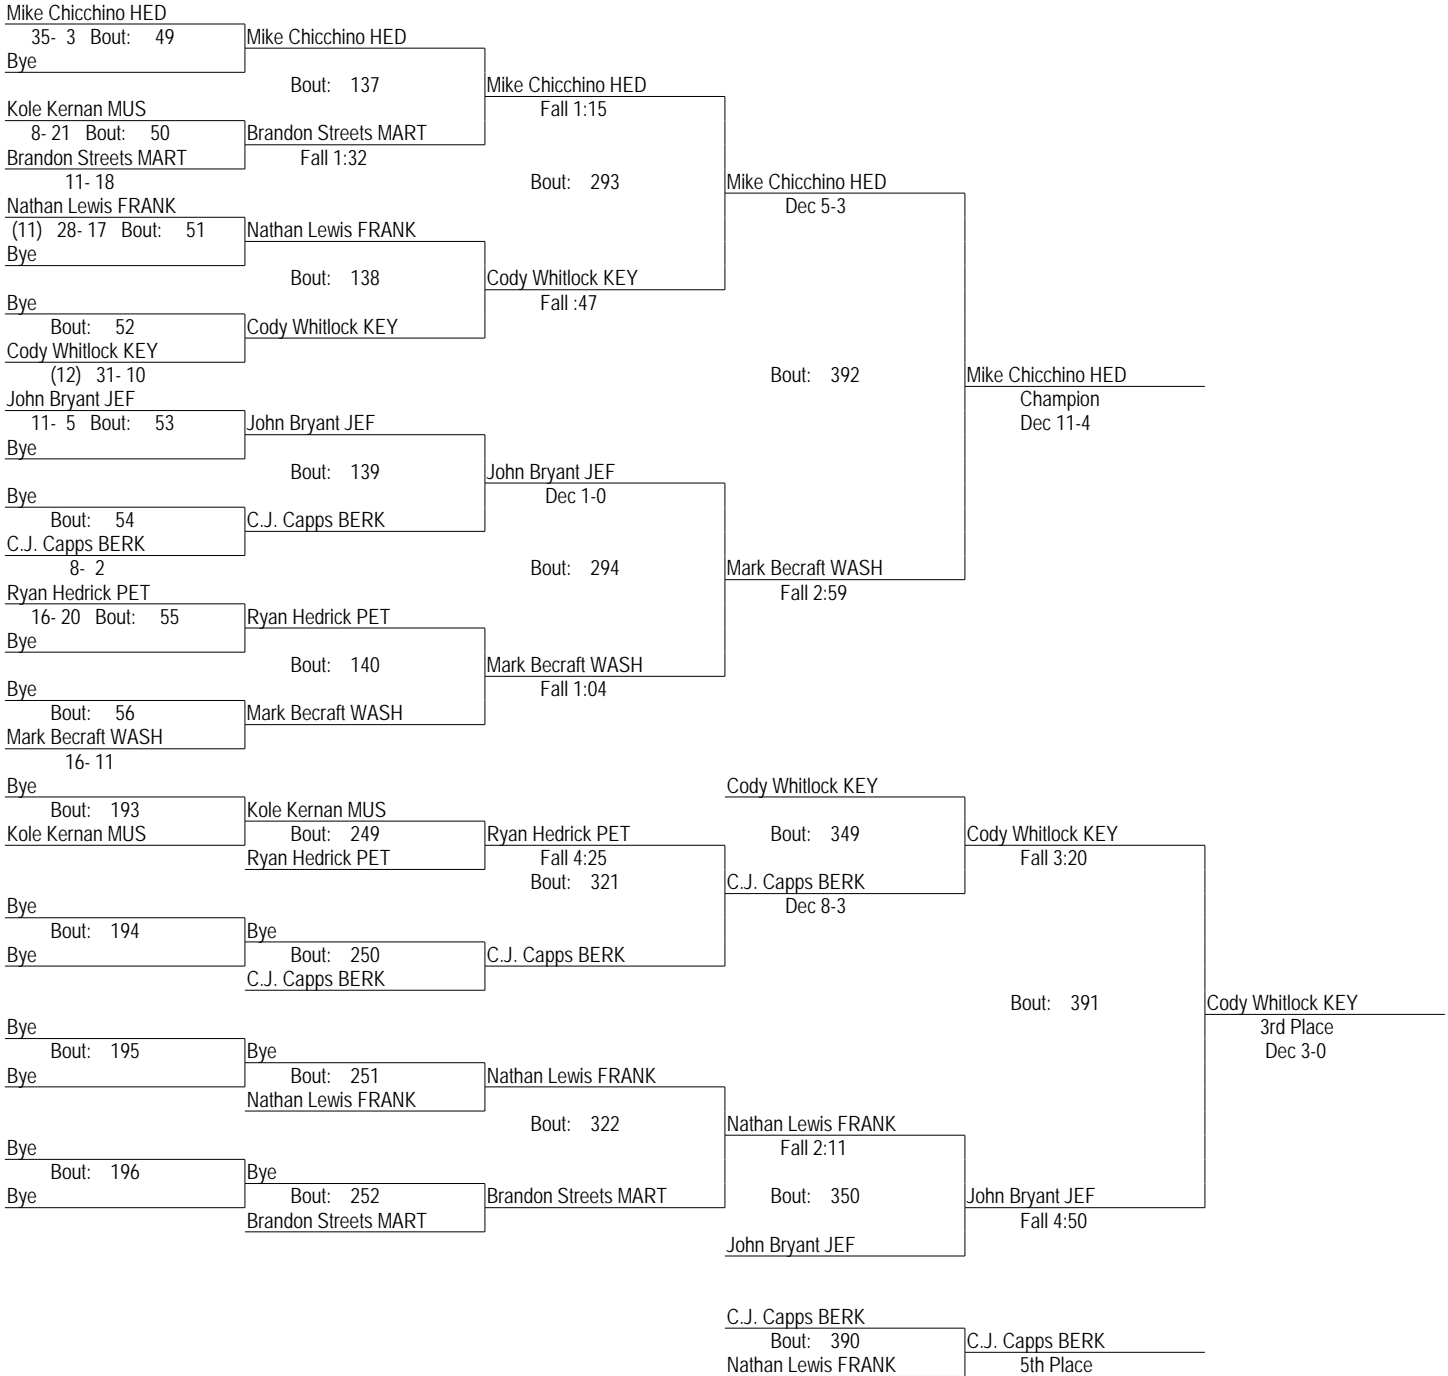 Mike Chicchino HED
35- 3 Bout: 49 Mike Chicchino HED
Bye
Bout: 137 Mike Chicchino HED
Kole Kernan MUS Fall 1:15
8- 21 Bout: 50 Brandon Streets MART
Brandon Streets MART Fall 1:32
11- 18 Bout: 293 Mike Chicchino HED
Nathan Lewis FRANK Dec 5-3
(11) 28- 17 Bout: 51 Nathan Lewis FRANK
Bye
Bout: 138 Cody Whitlock KEY
Bye Fall :47
Bout: 52 Cody Whitlock KEY
Cody Whitlock KEY
(12) 31- 10 Bout: 392 Mike Chicchino HED
John Bryant JEF Champion
11- 5 Bout: 53 John Bryant JEF Dec 11-4
Bye
Bout: 139 John Bryant JEF
Bye Dec 1-0
Bout: 54 C.J. Capps BERK
C.J. Capps BERK
8- 2 Bout: 294 Mark Becraft WASH
Ryan Hedrick PET Fall 2:59
16- 20 Bout: 55 Ryan Hedrick PET
Bye
Bout: 140 Mark Becraft WASH
Bye Fall 1:04
Bout: 56 Mark Becraft WASH
Mark Becraft WASH
16- 11
Bye Cody Whitlock KEY
Bout: 193 Kole Kernan MUS
Kole Kernan MUS Bout: 249 Ryan Hedrick PET Bout: 349 Cody Whitlock KEY
Ryan Hedrick PET Fall 4:25 Fall 3:20
Bout: 321 C.J. Capps BERK
Bye Dec 8-3
Bout: 194 Bye
Bye Bout: 250 C.J. Capps BERK
C.J. Capps BERK
Bout: 391 Cody Whitlock KEY
Bye 3rd Place
Bout: 195 Bye Dec 3-0
Bye Bout: 251 Nathan Lewis FRANK
Nathan Lewis FRANK
Bout: 322 Nathan Lewis FRANK
Bye Fall 2:11
Bout: 196 Bye
Bye Bout: 252 Brandon Streets MART Bout: 350 John Bryant JEF
Brandon Streets MART Fall 4:50
John Bryant JEF
C.J. Capps BERK
Bout: 390 C.J. Capps BERK
Nathan Lewis FRANK 5th Place